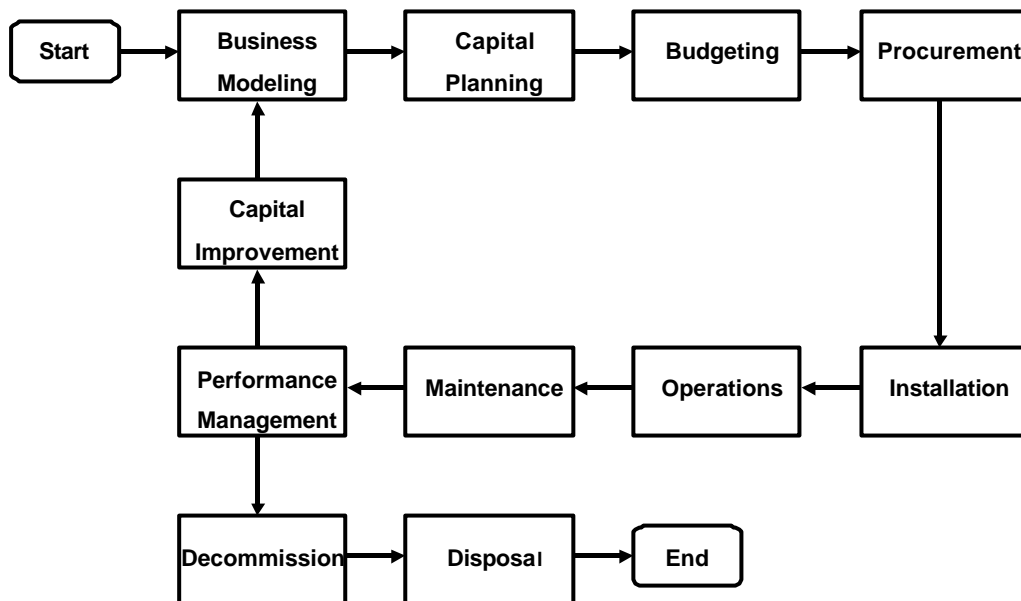 Start
Business
Modeling
Capital
Planning
Budgeting
Procurement
Capital
Improvement
Performance
Management
Maintenance
Operations
Installation
Decommission
Disposal
End